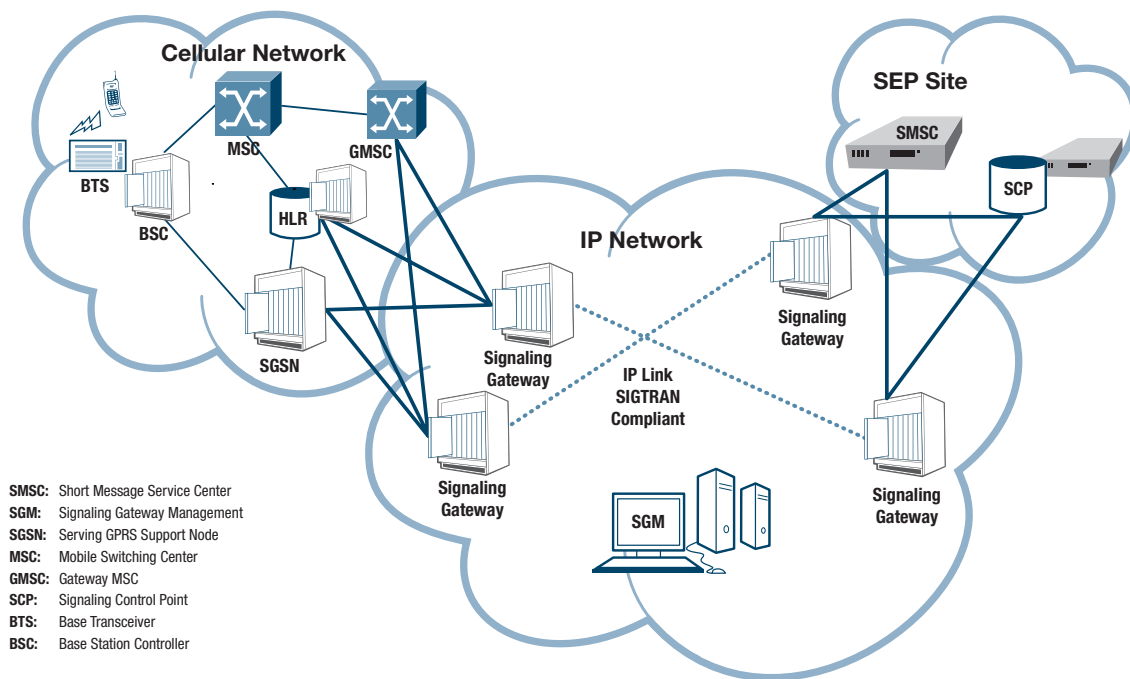 Cellular Network
SEP Site
SMSC
MSC
GMSC
BTS
SCP
HLR
BSC
IP Network
Signaling
Gateway
SGSN
Signaling
Gateway
IP Link
SIGTRAN
Compliant
Signaling
Gateway
Signaling
Gateway
SGM
SMSC: Short Message Service Center
SGM: Signaling Gateway Management
SGSN: Serving GPRS Support Node
MSC: Mobile Switching Center
GMSC: Gateway MSC
SCP: Signaling Control Point
BTS: Base Transceiver
BSC: Base Station Controller